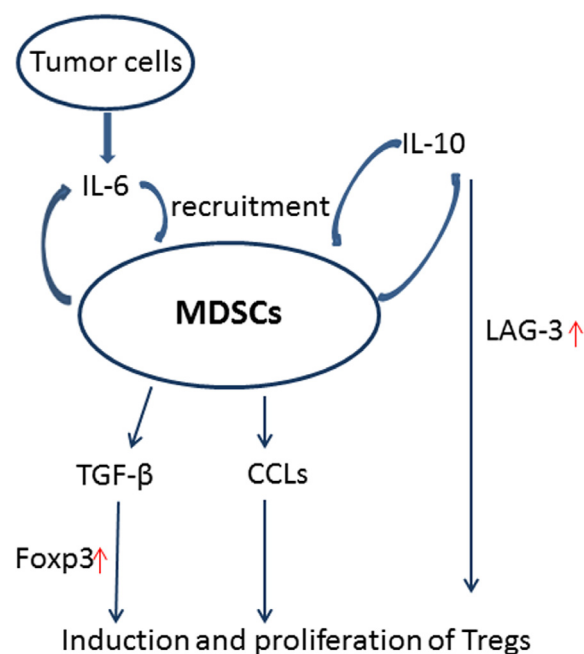 Tumor cells
IL-6
recruitment
IL-10
MDSCs
LAG-3↑
TGF-β
CCLs
Foxp3↑
Induction and proliferation of Tregs